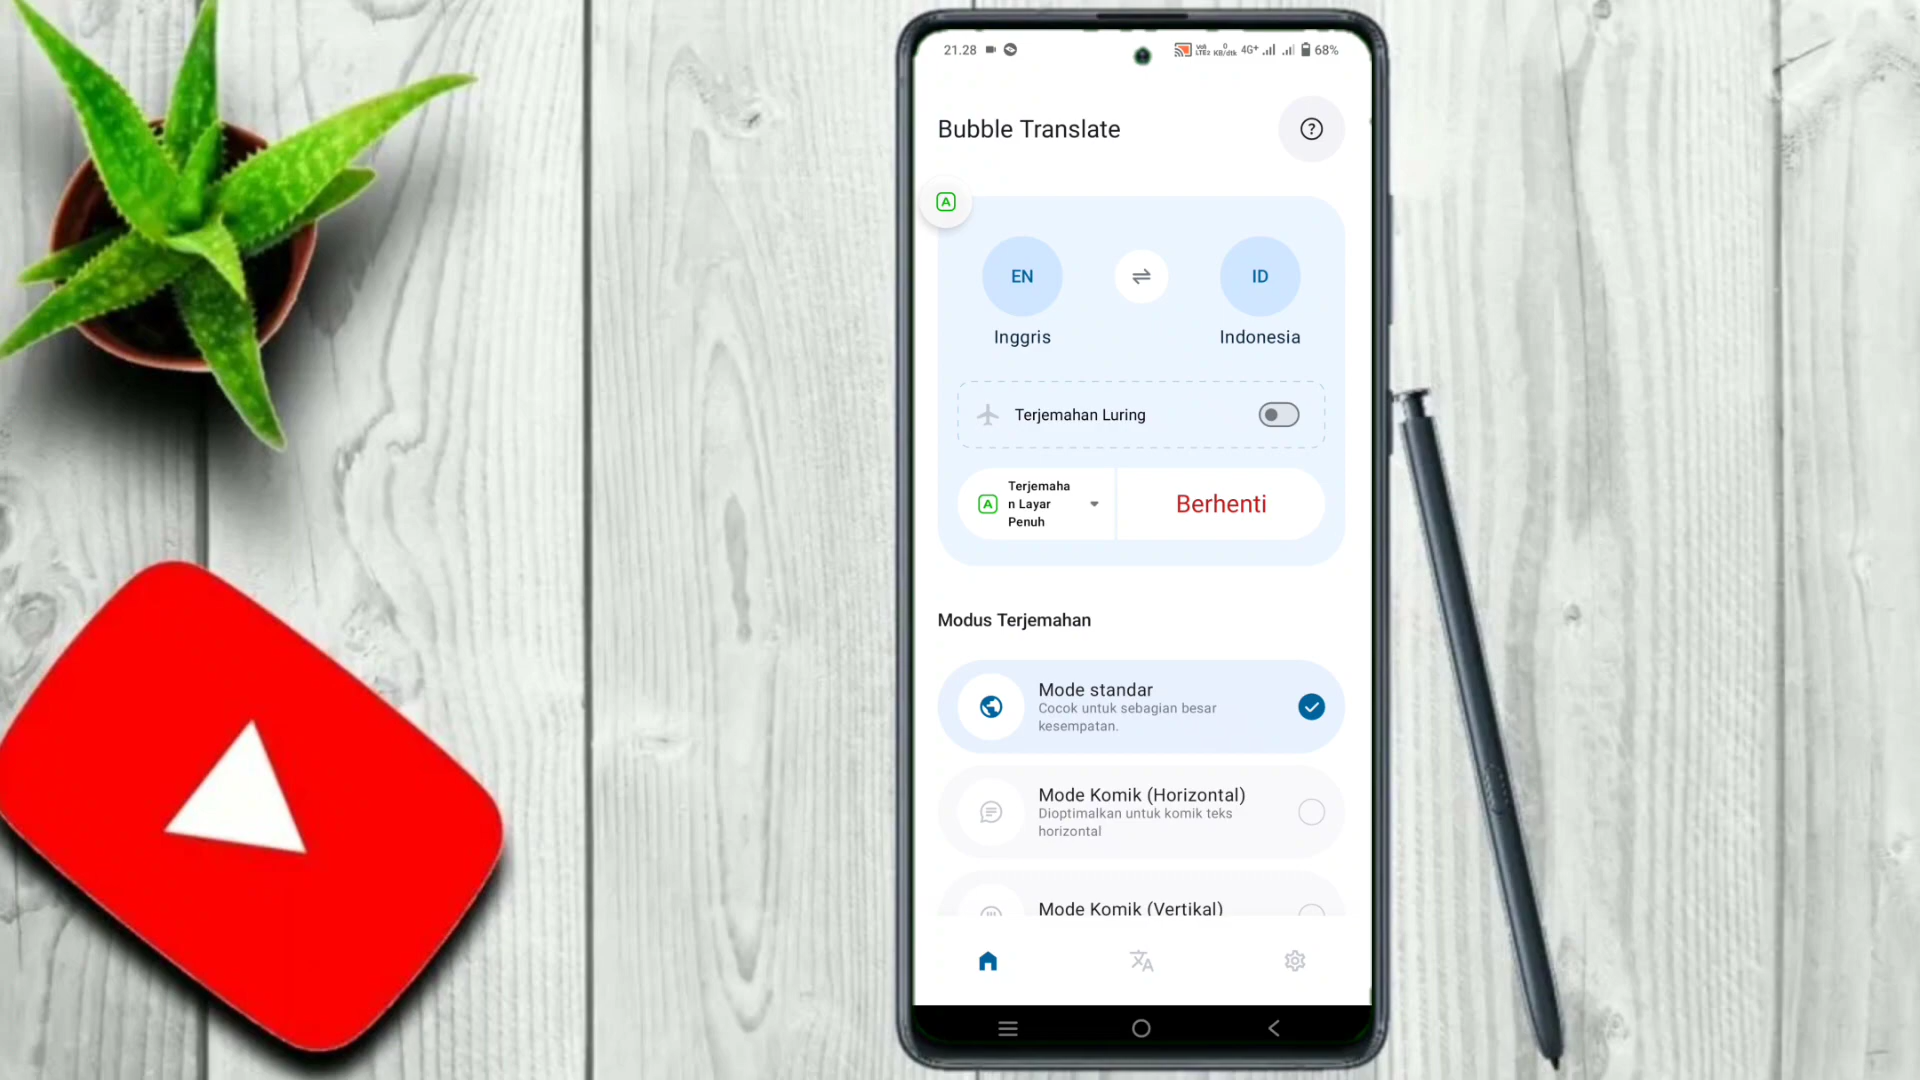 21.28
4G+ 68%
Bubble Translate
A
EN
ID
Inggris
Indonesia
Terjemahan Luring
A
Terjemaha
n Layar
Penuh
Berhenti
Modus Terjemahan
Mode standar
Cocok untuk sebagian besar
kesempatan.
Mode Komik (Horizontal)
Dioptimalkan untuk komik teks
horizontal
Mode Komik (Vertikal)